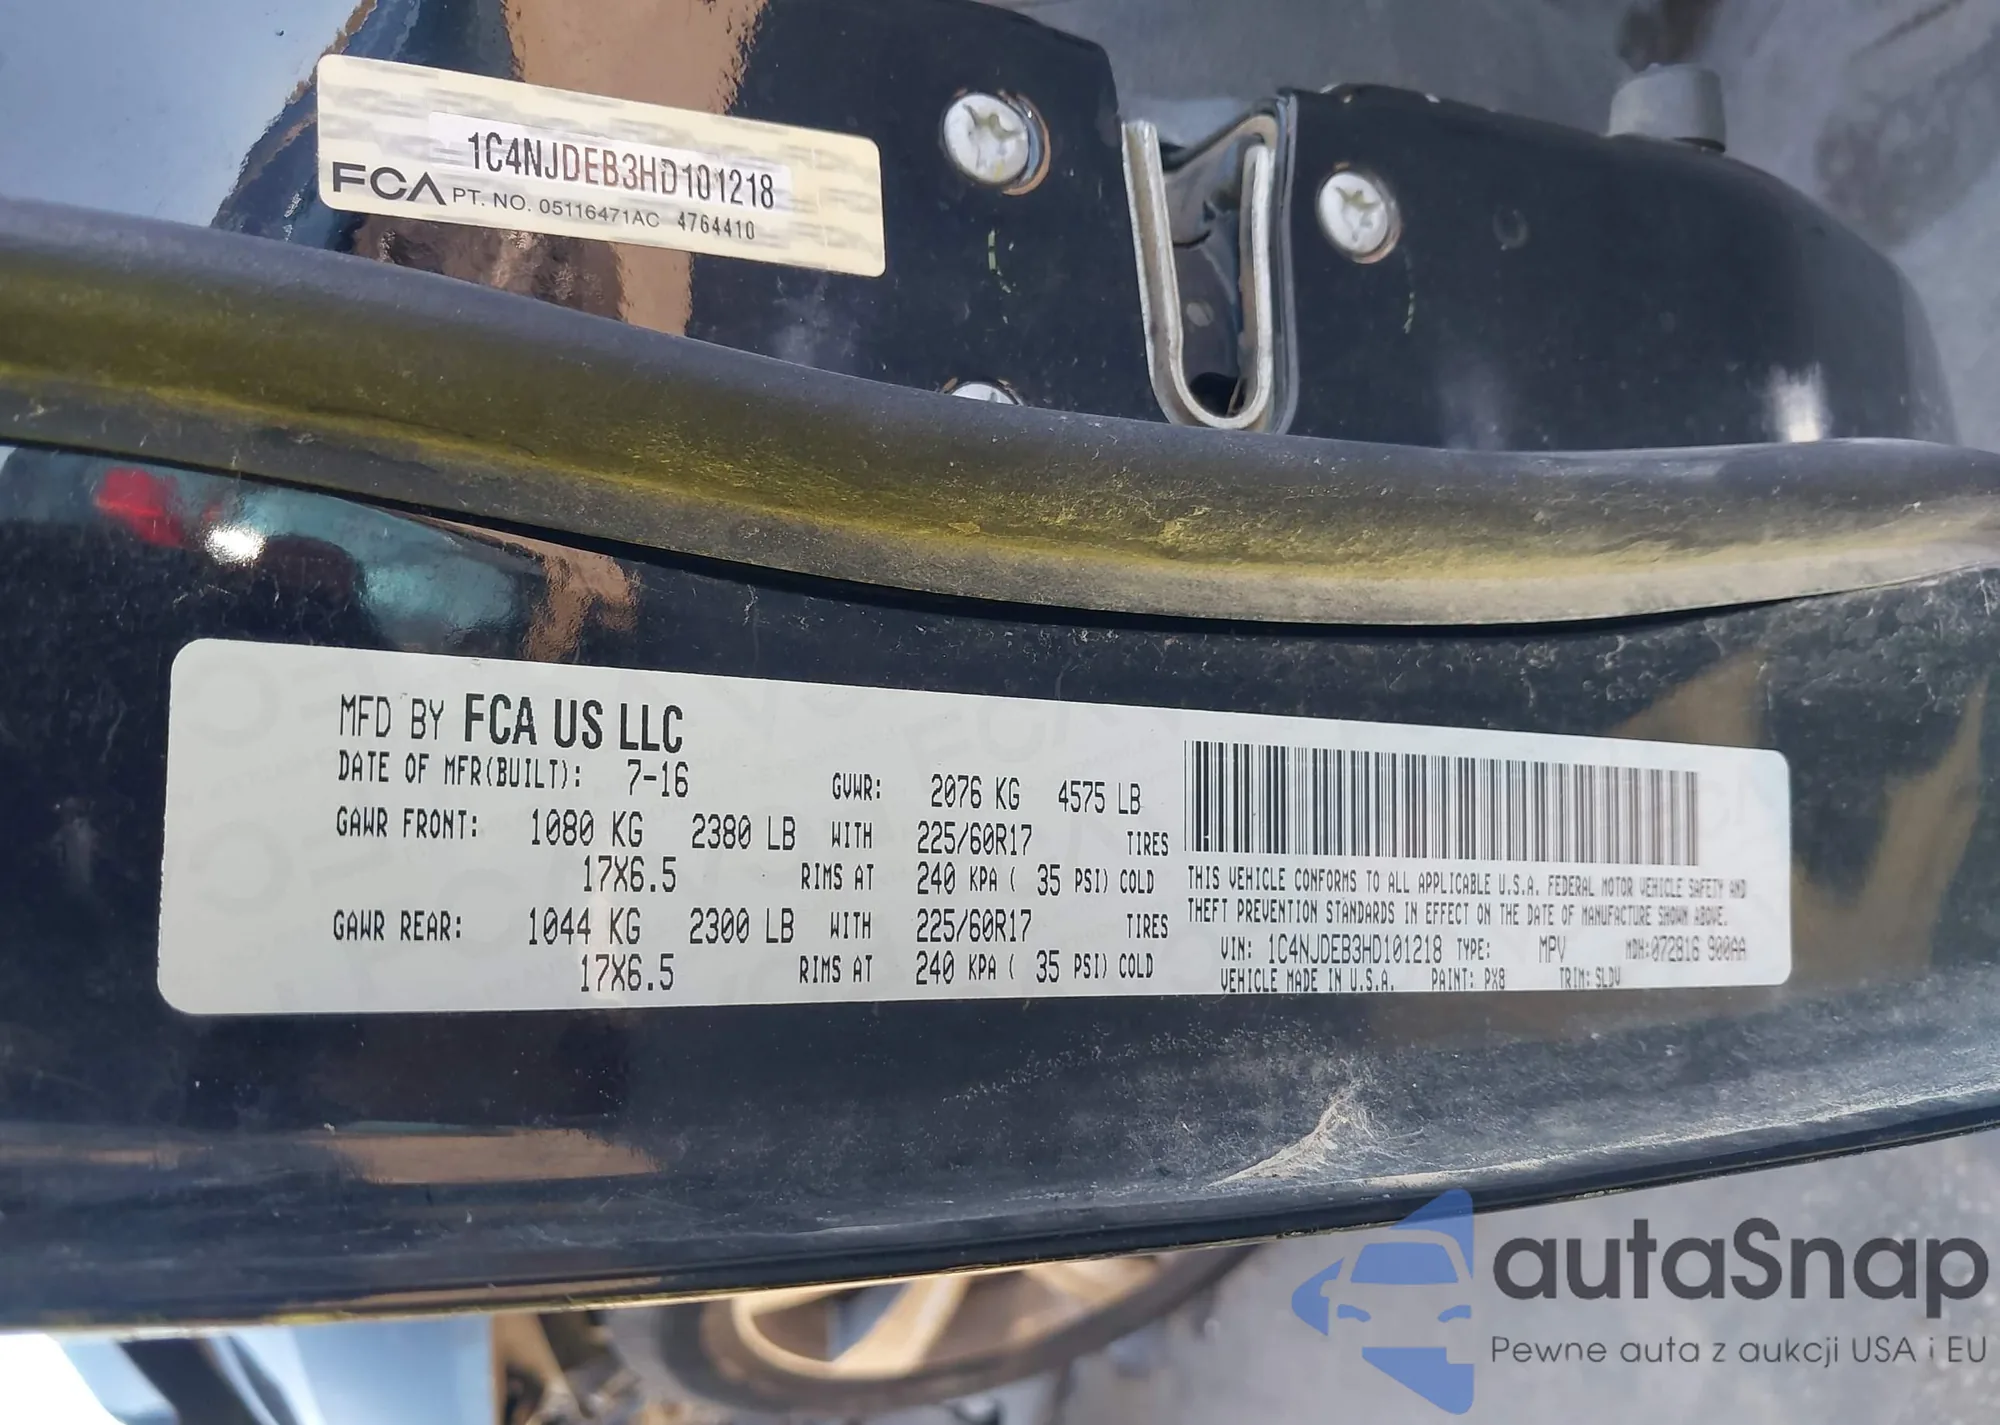 1C4NJDEB3HD101218
FCA PT. NO. 05116471AC 4764410
MFD BY FCA US LLC
DATE OF MFR(BUILT): 7-16 GVWR: 2076 KG 4575 LB
GAWR FRONT: 1080 KG 2380 LB WITH 225/60R17 TIRES
17X6.5 RIMS AT 240 KPA ( 35 PSI) COLD
GAWR REAR: 1044 KG 2300 LB WITH 225/60R17 TIRES
17X6.5 RIMS AT 240 KPA ( 35 PSI) COLD
THIS VEHICLE CONFORMS TO ALL APPLICABLE U.S.A. FEDERAL MOTOR VEHICLE SAFETY AND
THEFT PREVENTION STANDARDS IN EFFECT ON THE DATE OF MANUFACTURE SHOWN ABOVE.
VIN: 1C4NJDEB3HD101218 TYPE: MPV MDH:072816 900AA
VEHICLE MADE IN U.S.A. PAINT: PX8 TRIM: SLDV
autaSnap
Pewne auta z aukcji USA i EU